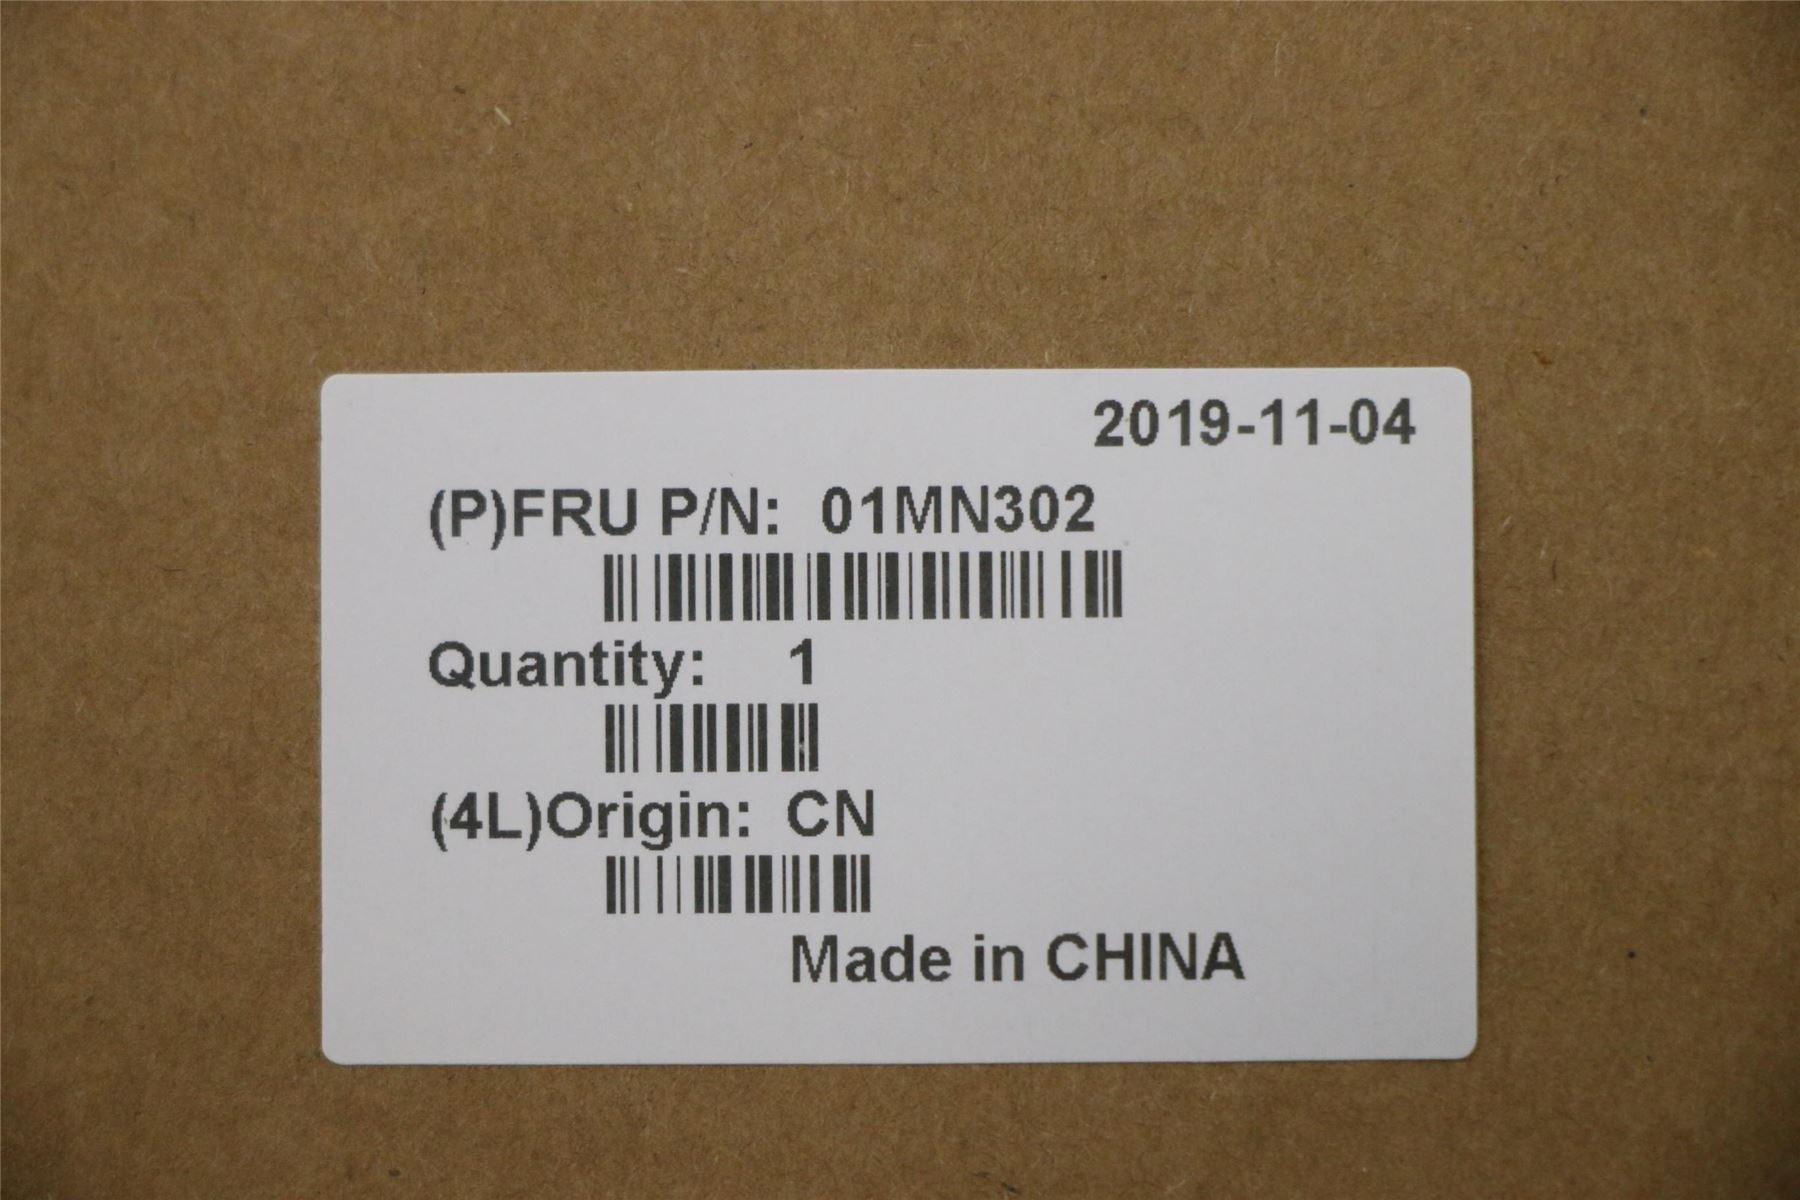 2019-11-04
(P)FRU P/N: 01MN302
Quantity: 1
(4L)Origin: CN
Made in CHINA